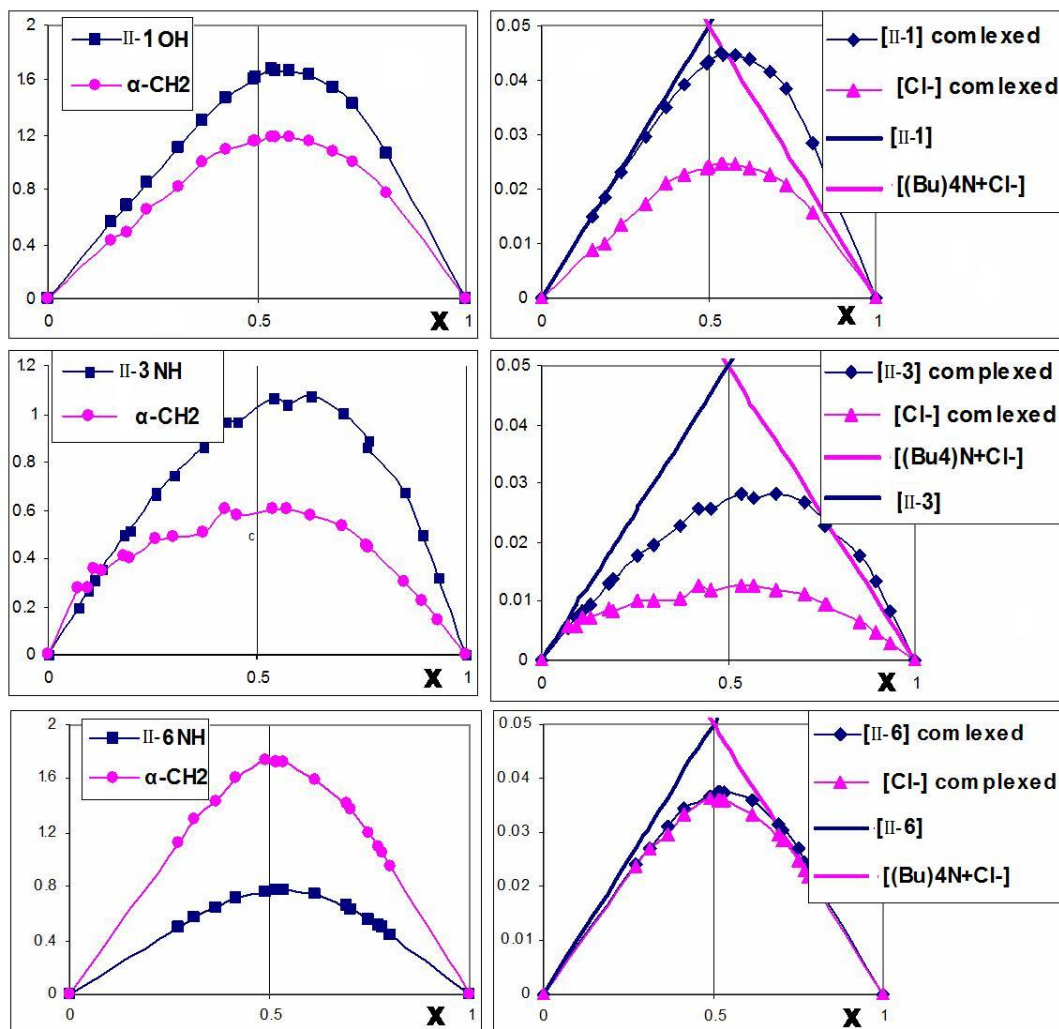 2
1.6
1.2
0.8
0.4
0
0
0.5
1
X
II-1 OH
α-CH2
0.05
0.04
0.03
0.02
0.01
0
0
0.5
1
X
[II-1] comlexed
[Cl-] comlexed
[II-1]
[(Bu)4N+Cl-]
12
1
0.8
0.6
0.4
0.2
0
0
0.5
1
X
c
II-3 NH
α-CH2
0.05
0.04
0.03
0.02
0.01
0
0
0.5
1
X
[II-3] complexed
[Cl-] comlexed
[(Bu4)N+Cl-]
[II-3]
2
1.6
1.2
0.8
0.4
0
0
0.5
1
X
II-6 NH
α-CH2
0.05
0.04
0.03
0.02
0.01
0
0
0.5
1
X
[II-6] comlexed
[Cl-] complexed
[II-6]
[(Bu)4N+Cl-]